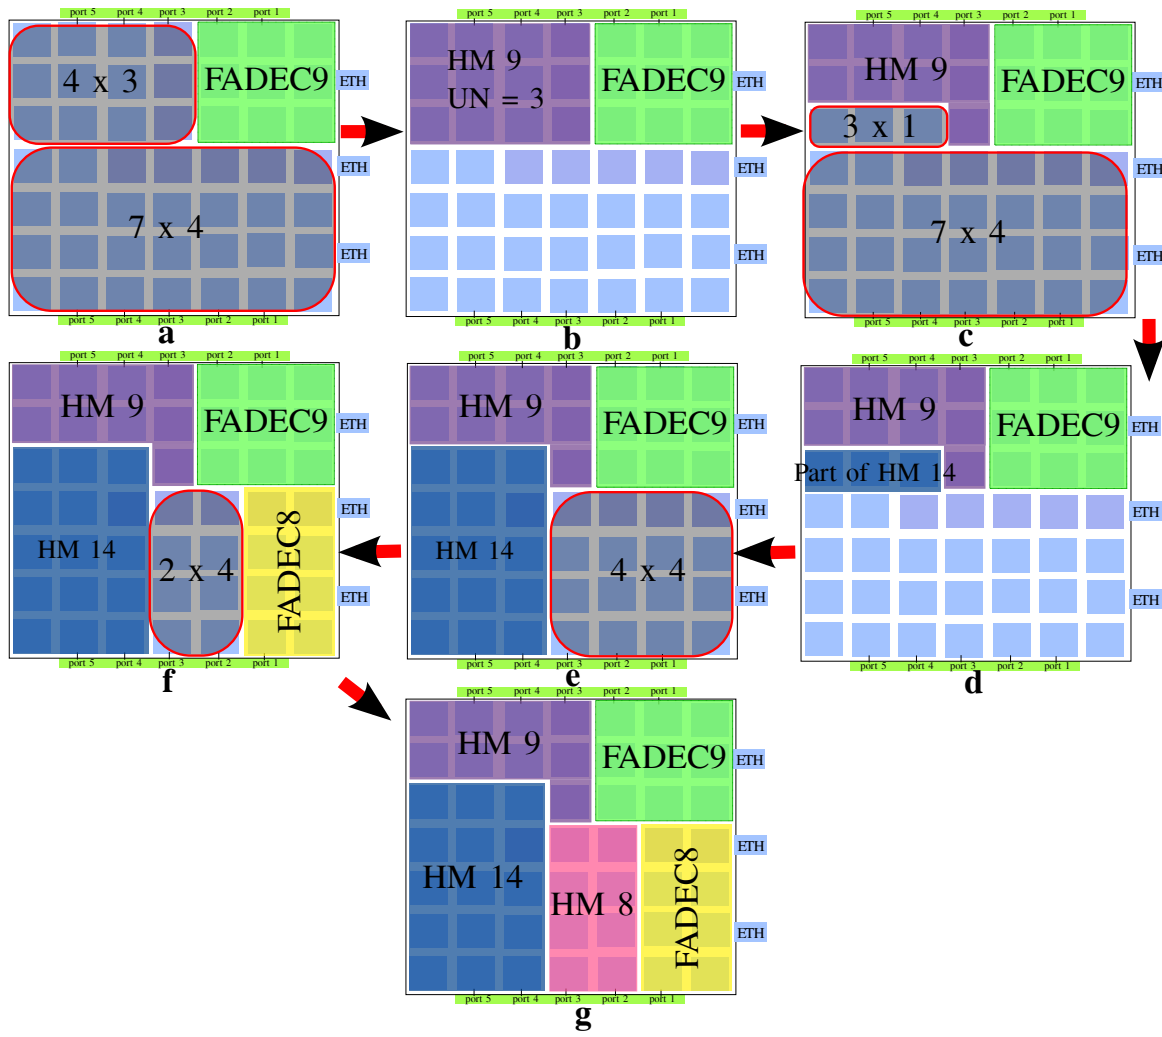 port 5 port 4 port 3 port 2 port 1
4 x 3
FADEC9
ETH
ETH
7 x 4
ETH
port 5 port 4 port 3 port 2 port 1
a
port 5 port 4 port 3 port 2 port 1
HM 9
UN = 3
FADEC9
ETH
ETH
ETH
port 5 port 4 port 3 port 2 port 1
b
port 5 port 4 port 3 port 2 port 1
HM 9
FADEC9
ETH
3 x 1
ETH
7 x 4
ETH
port 5 port 4 port 3 port 2 port 1
c
port 5 port 4 port 3 port 2 port 1
HM 9
FADEC9
ETH
HM 14
2 x 4
FADEC8
ETH
ETH
port 5 port 4 port 3 port 2 port 1
f
port 5 port 4 port 3 port 2 port 1
HM 9
FADEC9
ETH
ETH
HM 14
4 x 4
ETH
port 5 port 4 port 3 port 2 port 1
e
port 5 port 4 port 3 port 2 port 1
HM 9
FADEC9
ETH
Part of HM 14
ETH
ETH
port 5 port 4 port 3 port 2 port 1
d
port 5 port 4 port 3 port 2 port 1
HM 9
FADEC9
ETH
ETH
HM 14
HM 8
FADEC8
ETH
port 5 port 4 port 3 port 2 port 1
g